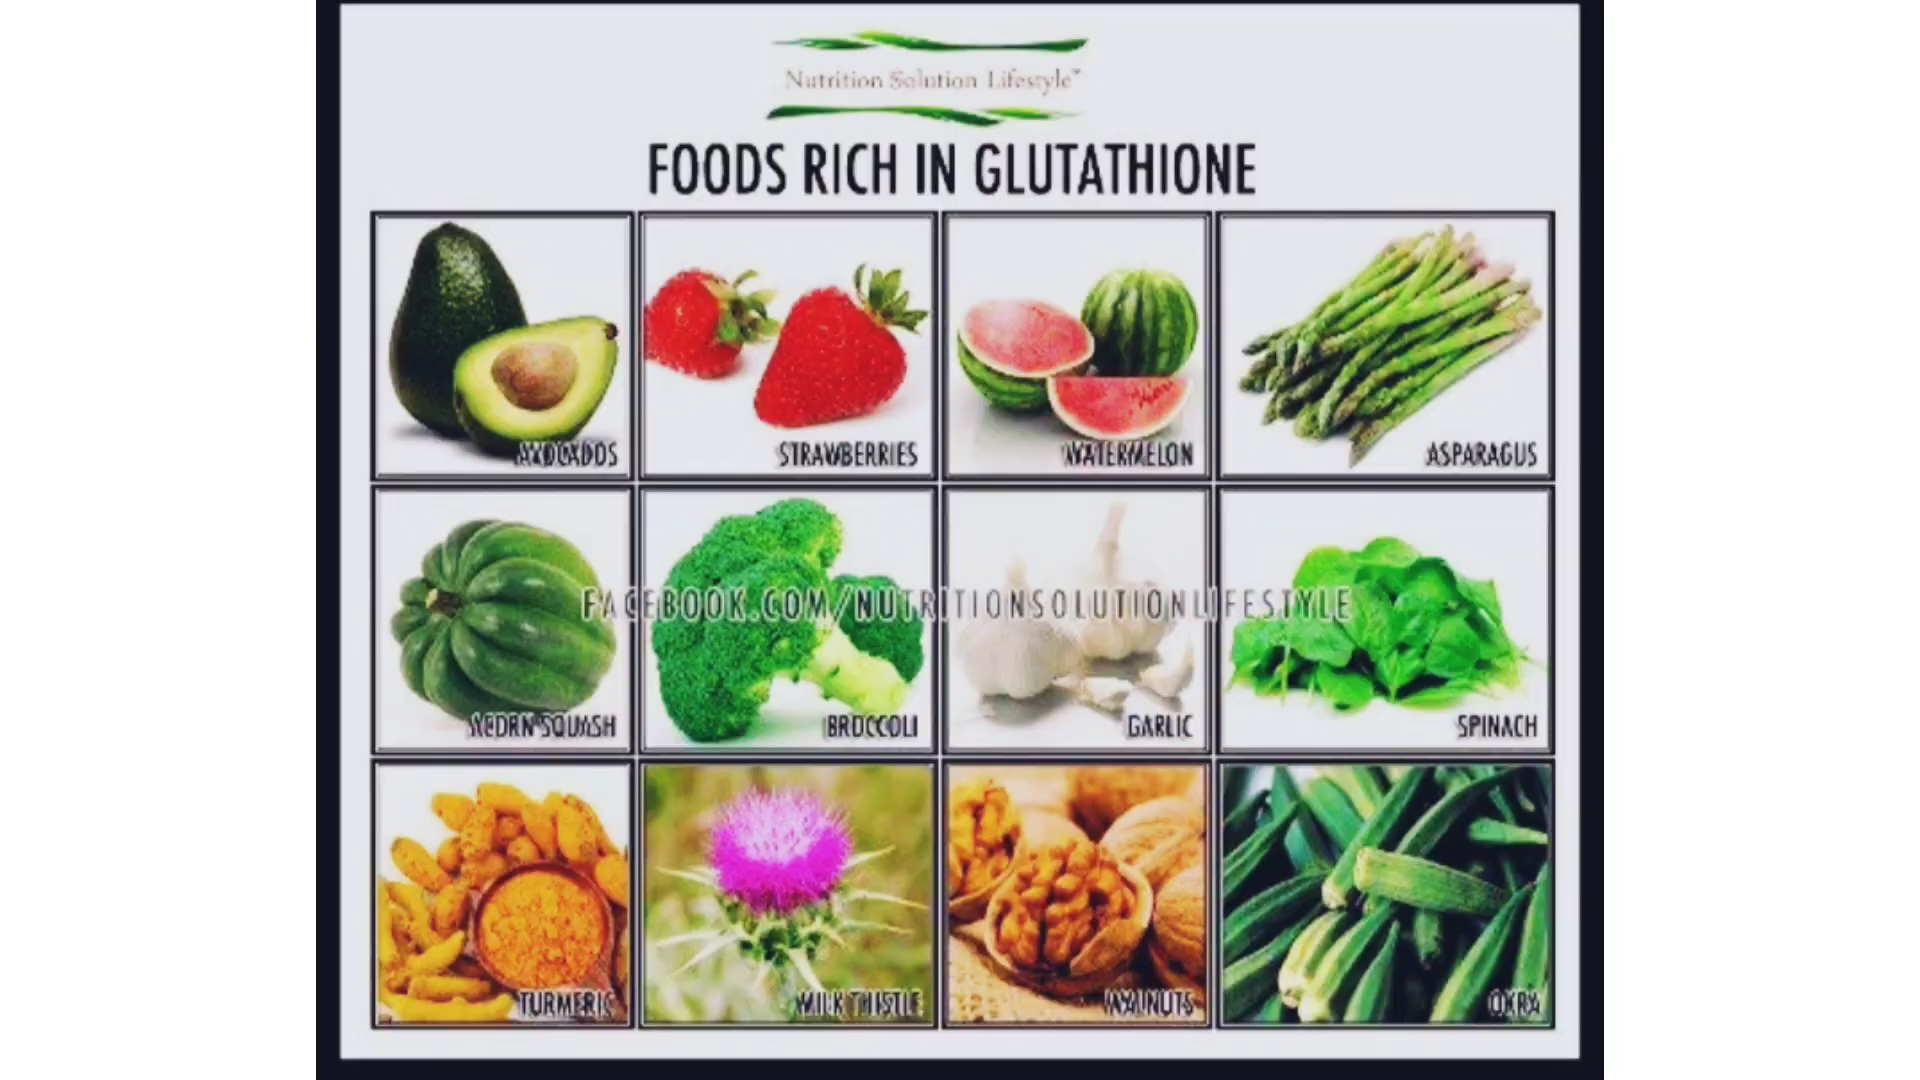 Nutrition Solution Lifestyle™
FOODS RICH IN GLUTATHIONE
AVOCADOS
STRAWBERRIES
WATERMELON
ASPARAGUS
FACEBOOK.COM/NUTRITIONSOLUTIONLIFESTYLE
ACORN SQUASH
BROCCOLI
GARLIC
SPINACH
TURMERIC
MILK THISTLE
WALNUTS
OKRA